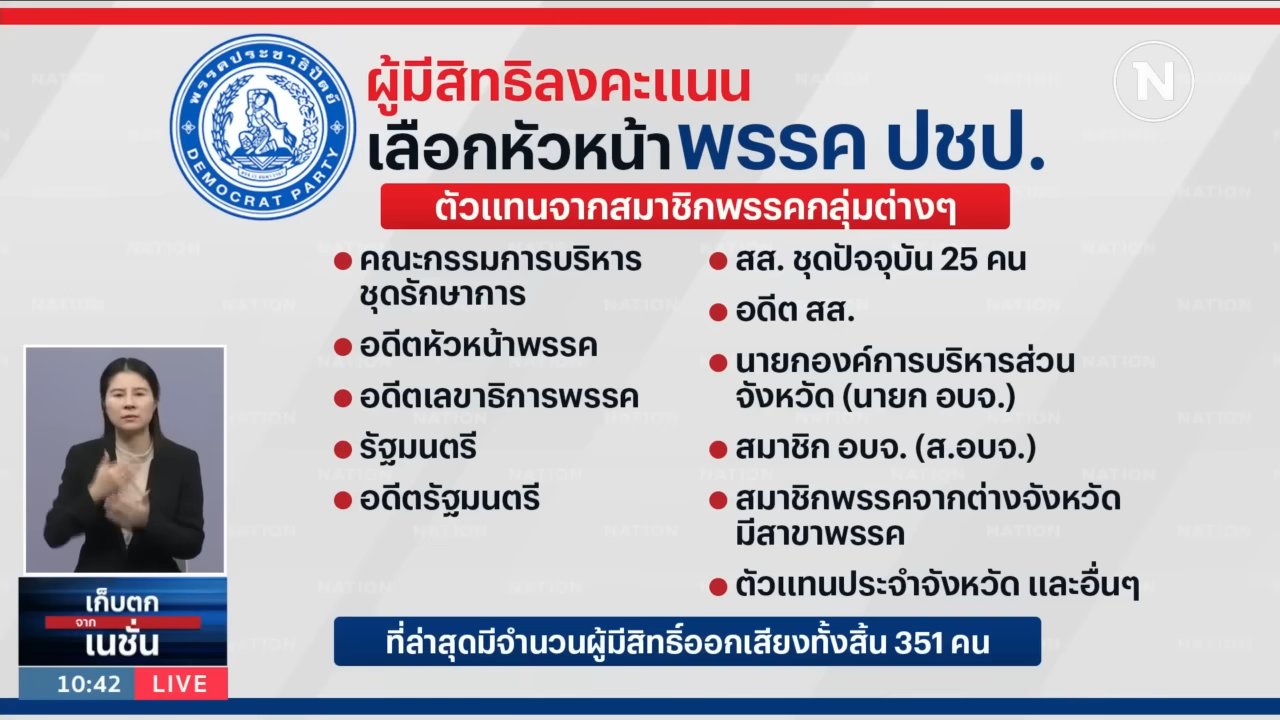 พรรคประชาธิปัตย์
DEMOCRAT PARTY
N
ผู้มีสิทธิลงคะแนน
เลือกหัวหน้าพรรค ปชป.
ตัวแทนจากสมาชิกพรรคกลุ่มต่างๆ
คณะกรรมการบริหาร
ชุดรักษาการ
อดีตหัวหน้าพรรค
อดีตเลขาธิการพรรค
รัฐมนตรี
อดีตรัฐมนตรี
สส. ชุดปัจจุบัน 25 คน
อดีต สส.
นายกองค์การบริหารส่วน
จังหวัด (นายก อบจ.)
สมาชิก อบจ. (ส.อบจ.)
สมาชิกพรรคจากต่างจังหวัด
มีสาขาพรรค
ตัวแทนประจำจังหวัด และอื่นๆ
ที่ล่าสุดมีจำนวนผู้มีสิทธิ์ออกเสียงทั้งสิ้น 351 คน
เก็บตก
จาก
เนชั่น
10:42 LIVE